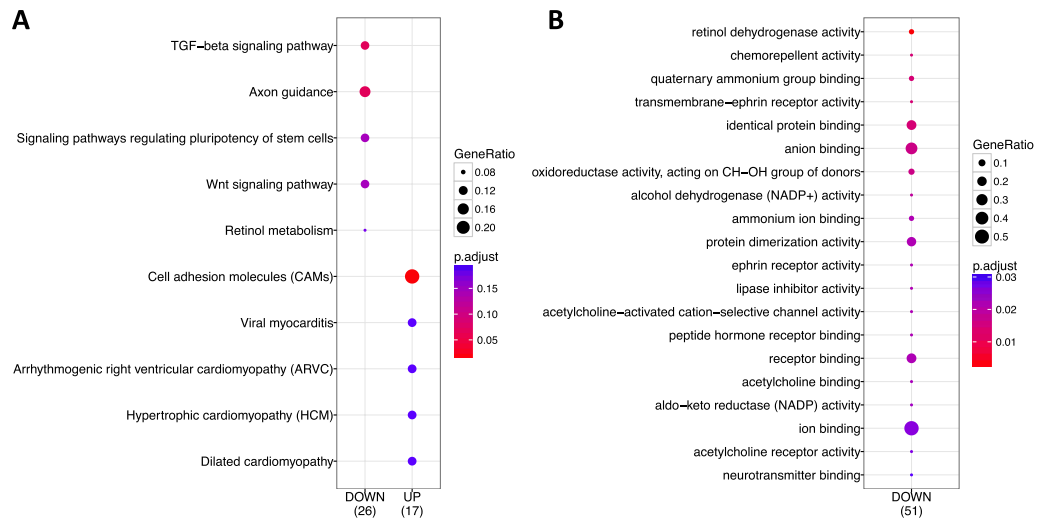 A
TGF−beta signaling pathway
Axon guidance
Signaling pathways regulating pluripotency of stem cells
Wnt signaling pathway
Retinol metabolism
Cell adhesion molecules (CAMs)
Viral myocarditis
Arrhythmogenic right ventricular cardiomyopathy (ARVC)
Hypertrophic cardiomyopathy (HCM)
Dilated cardiomyopathy
DOWN
(26)
UP
(17)
GeneRatio
0.08
0.12
0.16
0.20
p.adjust
0.15
0.10
0.05
B
retinol dehydrogenase activity
chemorepellent activity
quaternary ammonium group binding
transmembrane−ephrin receptor activity
identical protein binding
anion binding
oxidoreductase activity, acting on CH−OH group of donors
alcohol dehydrogenase (NADP+) activity
ammonium ion binding
protein dimerization activity
ephrin receptor activity
lipase inhibitor activity
acetylcholine−activated cation−selective channel activity
peptide hormone receptor binding
receptor binding
acetylcholine binding
aldo−keto reductase (NADP) activity
ion binding
acetylcholine receptor activity
neurotransmitter binding
DOWN
(51)
GeneRatio
0.1
0.2
0.3
0.4
0.5
p.adjust
0.03
0.02
0.01